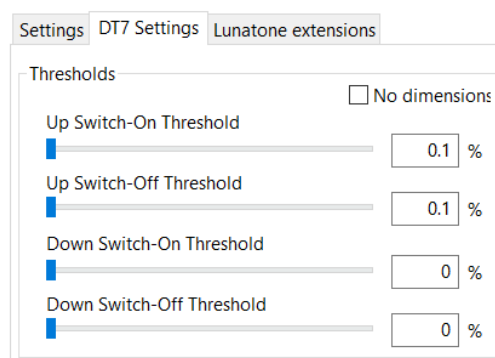 Settings DT7 Settings Lunatone extensions
Thresholds
No dimensions
Up Switch-On Threshold
0.1 %
Up Switch-Off Threshold
0.1 %
Down Switch-On Threshold
0 %
Down Switch-Off Threshold
0 %